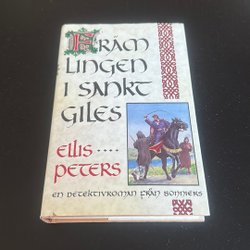 FRÄM
LINGEN
I SANKT
GILES
ELLIS ....
PETERS
EN DETEKTIVROMAN FRÅN BONNIERS